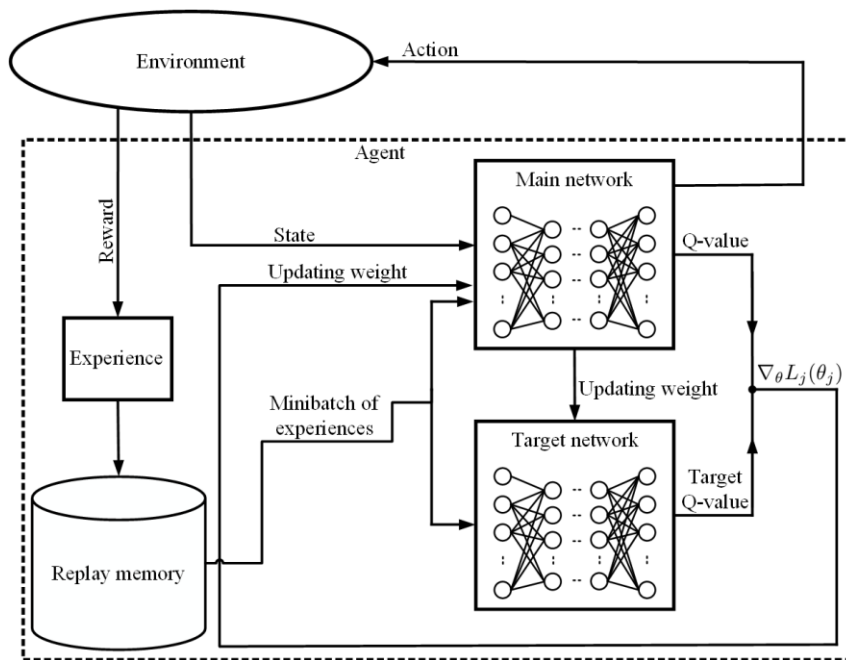 Environment
Action
Agent
Main network
Reward
State
Q-value
Updating weight
Experience
∇θLj(θj)
Updating weight
Minibatch of
experiences
Target network
Target
Q-value
Replay memory